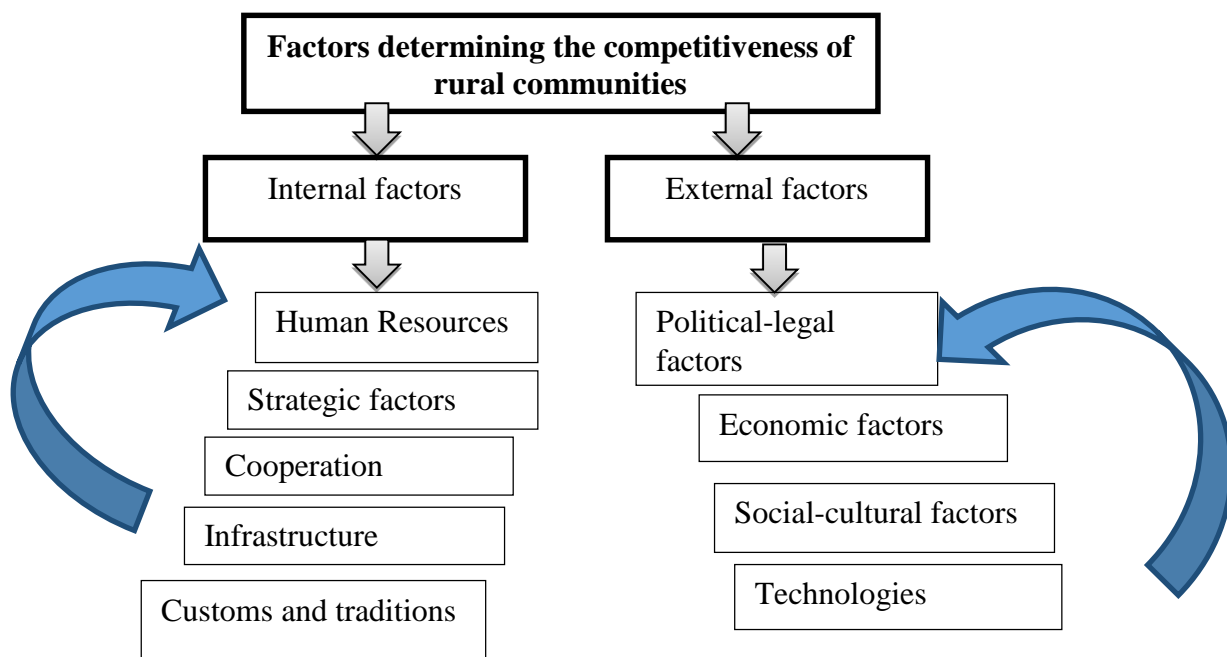 Factors determining the competitiveness of
rural communities
Internal factors
External factors
Human Resources
Strategic factors
Cooperation
Infrastructure
Customs and traditions
Political-legal
factors
Economic factors
Social-cultural factors
Technologies